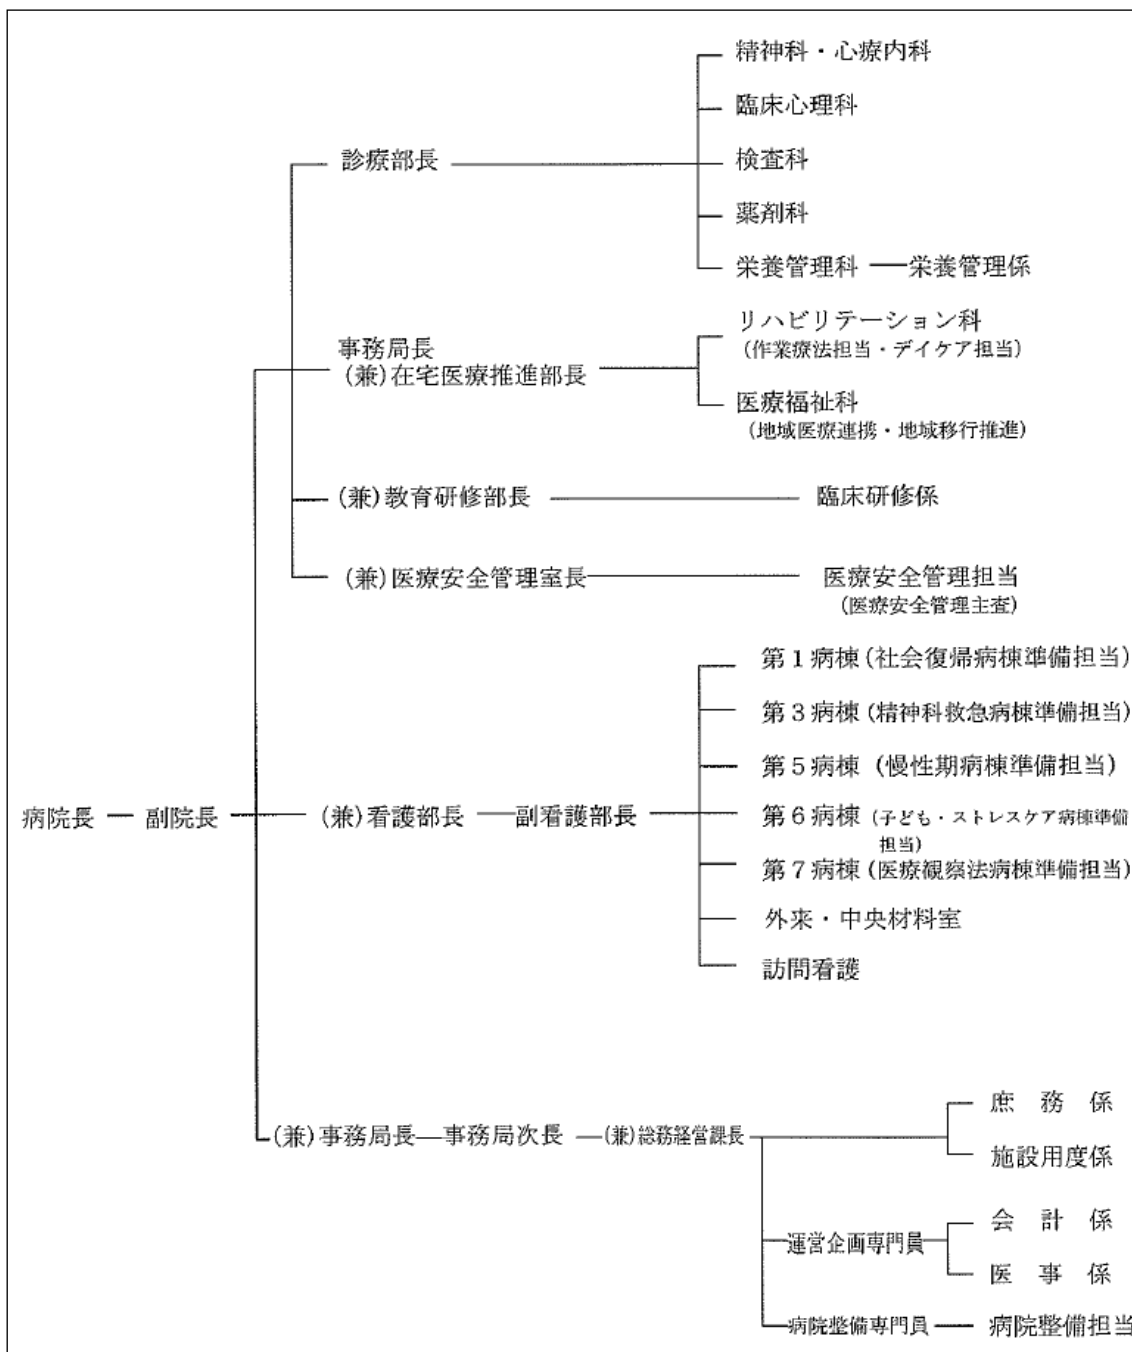 精神科・心療内科
臨床心理科
診療部長
検査科
薬剤科
栄養管理科
栄養管理係
事務局長
(兼)在宅医療推進部長
リハビリテーション科
(作業療法担当・デイケア担当)
医療福祉科
(地域医療連携・地域移行推進)
(兼)教育研修部長
臨床研修係
(兼)医療安全管理室長
医療安全管理担当
(医療安全管理主査)
病院長
副院長
(兼)看護部長
副看護部長
第1病棟(社会復帰病棟準備担当)
第3病棟(精神科救急病棟準備担当)
第5病棟(慢性期病棟準備担当)
第6病棟(子ども・ストレスケア病棟準備
担当)
第7病棟(医療観察法病棟準備担当)
外来・中央材料室
訪問看護
(兼)事務局長
事務局次長
(兼)総務経営課長
庶務係
施設用度係
運営企画専門員
会計係
医事係
病院整備専門員
病院整備担当